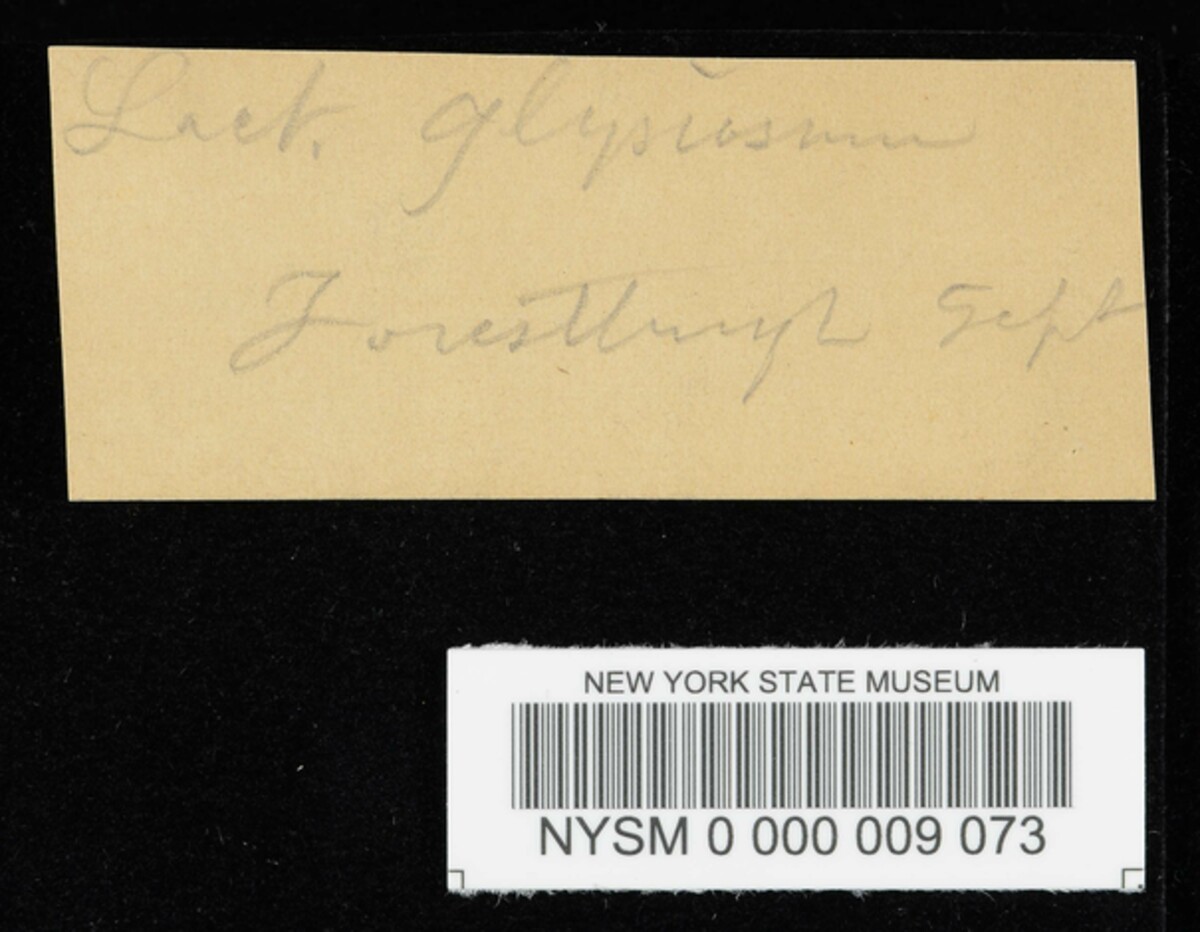 Lact. glyciosmus
Forestburgh Sept
NEW YORK STATE MUSEUM
NYSM 0 000 009 073